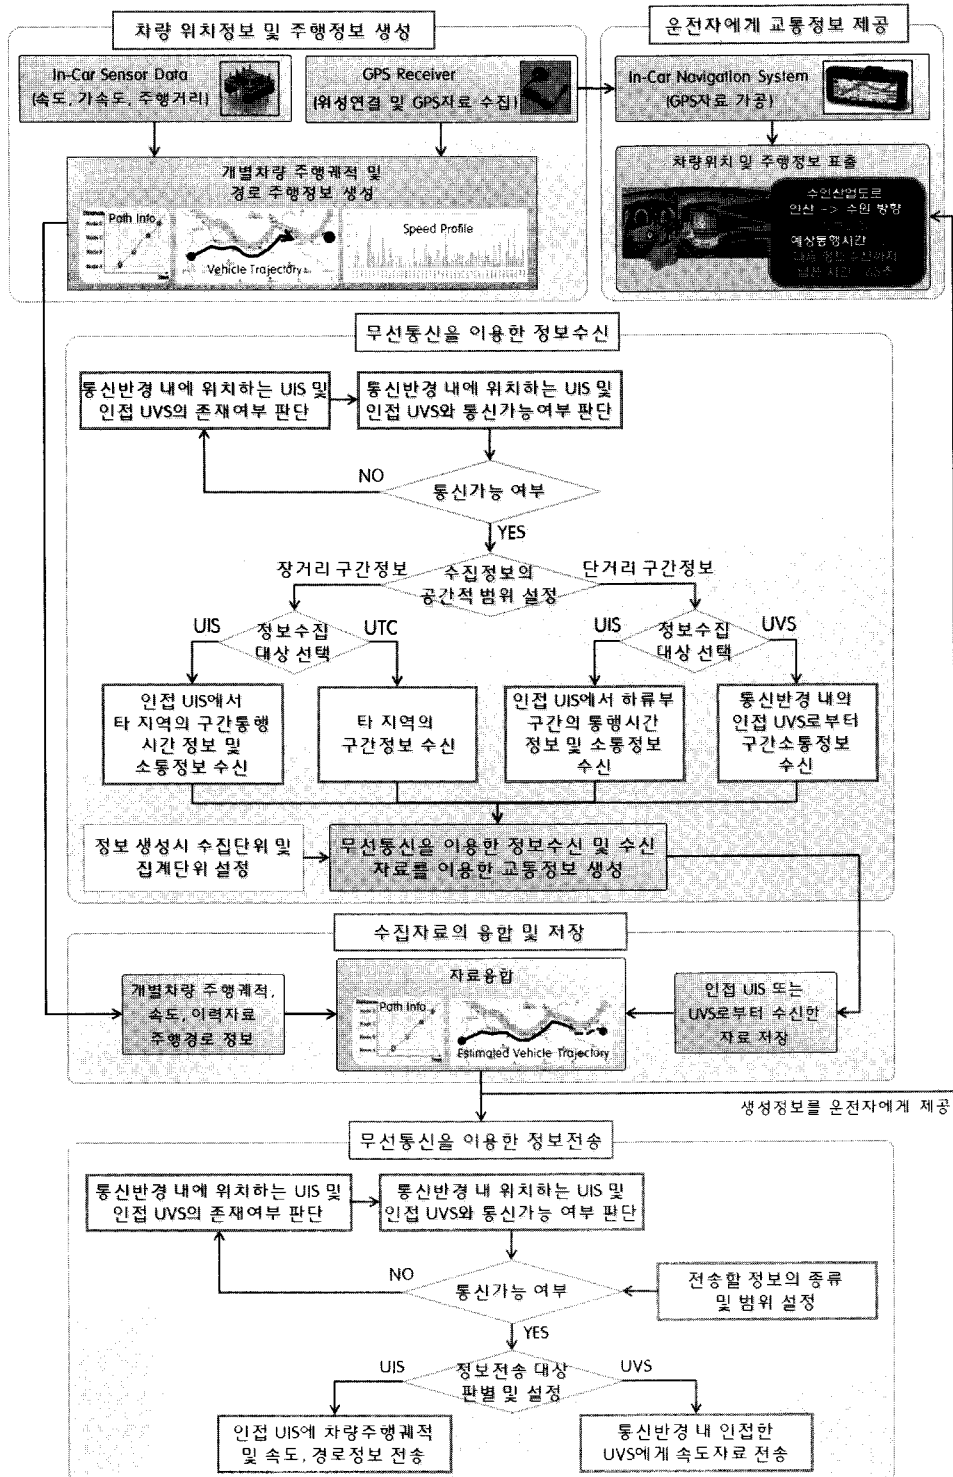 차량 위치정보 및 주행정보 생성
In-Car Sensor Data
(속도, 가속도, 주행거리)
GPS Receiver
(위성연결 및 GPS자료 수집)
개별차량 주행궤적 및
경로 주행정보 생성
Path Info
Vehicle Trajectory
Speed Profile
운전자에게 교통정보 제공
In-Car Navigation System
(GPS자료 가공)
차량위치 및 주행정보 표출
수인산업도로
안산 -> 수원 방향
예상통행시간
무선통신을 이용한 정보수신
통신반경 내에 위치하는 UIS 및
인접 UVS의 존재여부 판단
통신반경 내에 위치하는 UIS 및
인접 UVS와 통신가능여부 판단
NO
통신가능 여부
YES
장거리 구간정보
수집정보의
공간적 범위 설정
단거리 구간정보
UIS
정보수집
대상 선택
UTC
UIS
정보수집
대상 선택
UVS
인접 UIS에서
타 지역의 구간통행
시간 정보 및
소통정보 수신
타 지역의
구간정보 수신
인접 UIS에서 하류부
구간의 통행시간
정보 및 소통정보
수신
통신반경 내의
인접 UVS로부터
구간소통정보
수신
정보 생성시 수집단위 및
집계단위 설정
무선통신을 이용한 정보수신 및 수신
자료를 이용한 교통정보 생성
수집자료의 융합 및 저장
개별차량 주행궤적,
속도, 이력자료
주행경로 정보
자료융합
Path Info
Estimated Vehicle Trajectory
인접 UIS 또는
UVS로부터 수신한
자료 저장
생성정보를 운전자에게 제공
무선통신을 이용한 정보전송
통신반경 내에 위치하는 UIS 및
인접 UVS의 존재여부 판단
통신반경 내 위치하는 UIS 및
인접 UVS와 통신가능 여부 판단
NO
통신가능 여부
전송할 정보의 종류
및 범위 설정
YES
UIS
정보전송 대상
판별 및 설정
UVS
인접 UIS에 차량주행궤적
및 속도, 경로정보 전송
통신반경 내 인접한
UVS에게 속도자료 전송